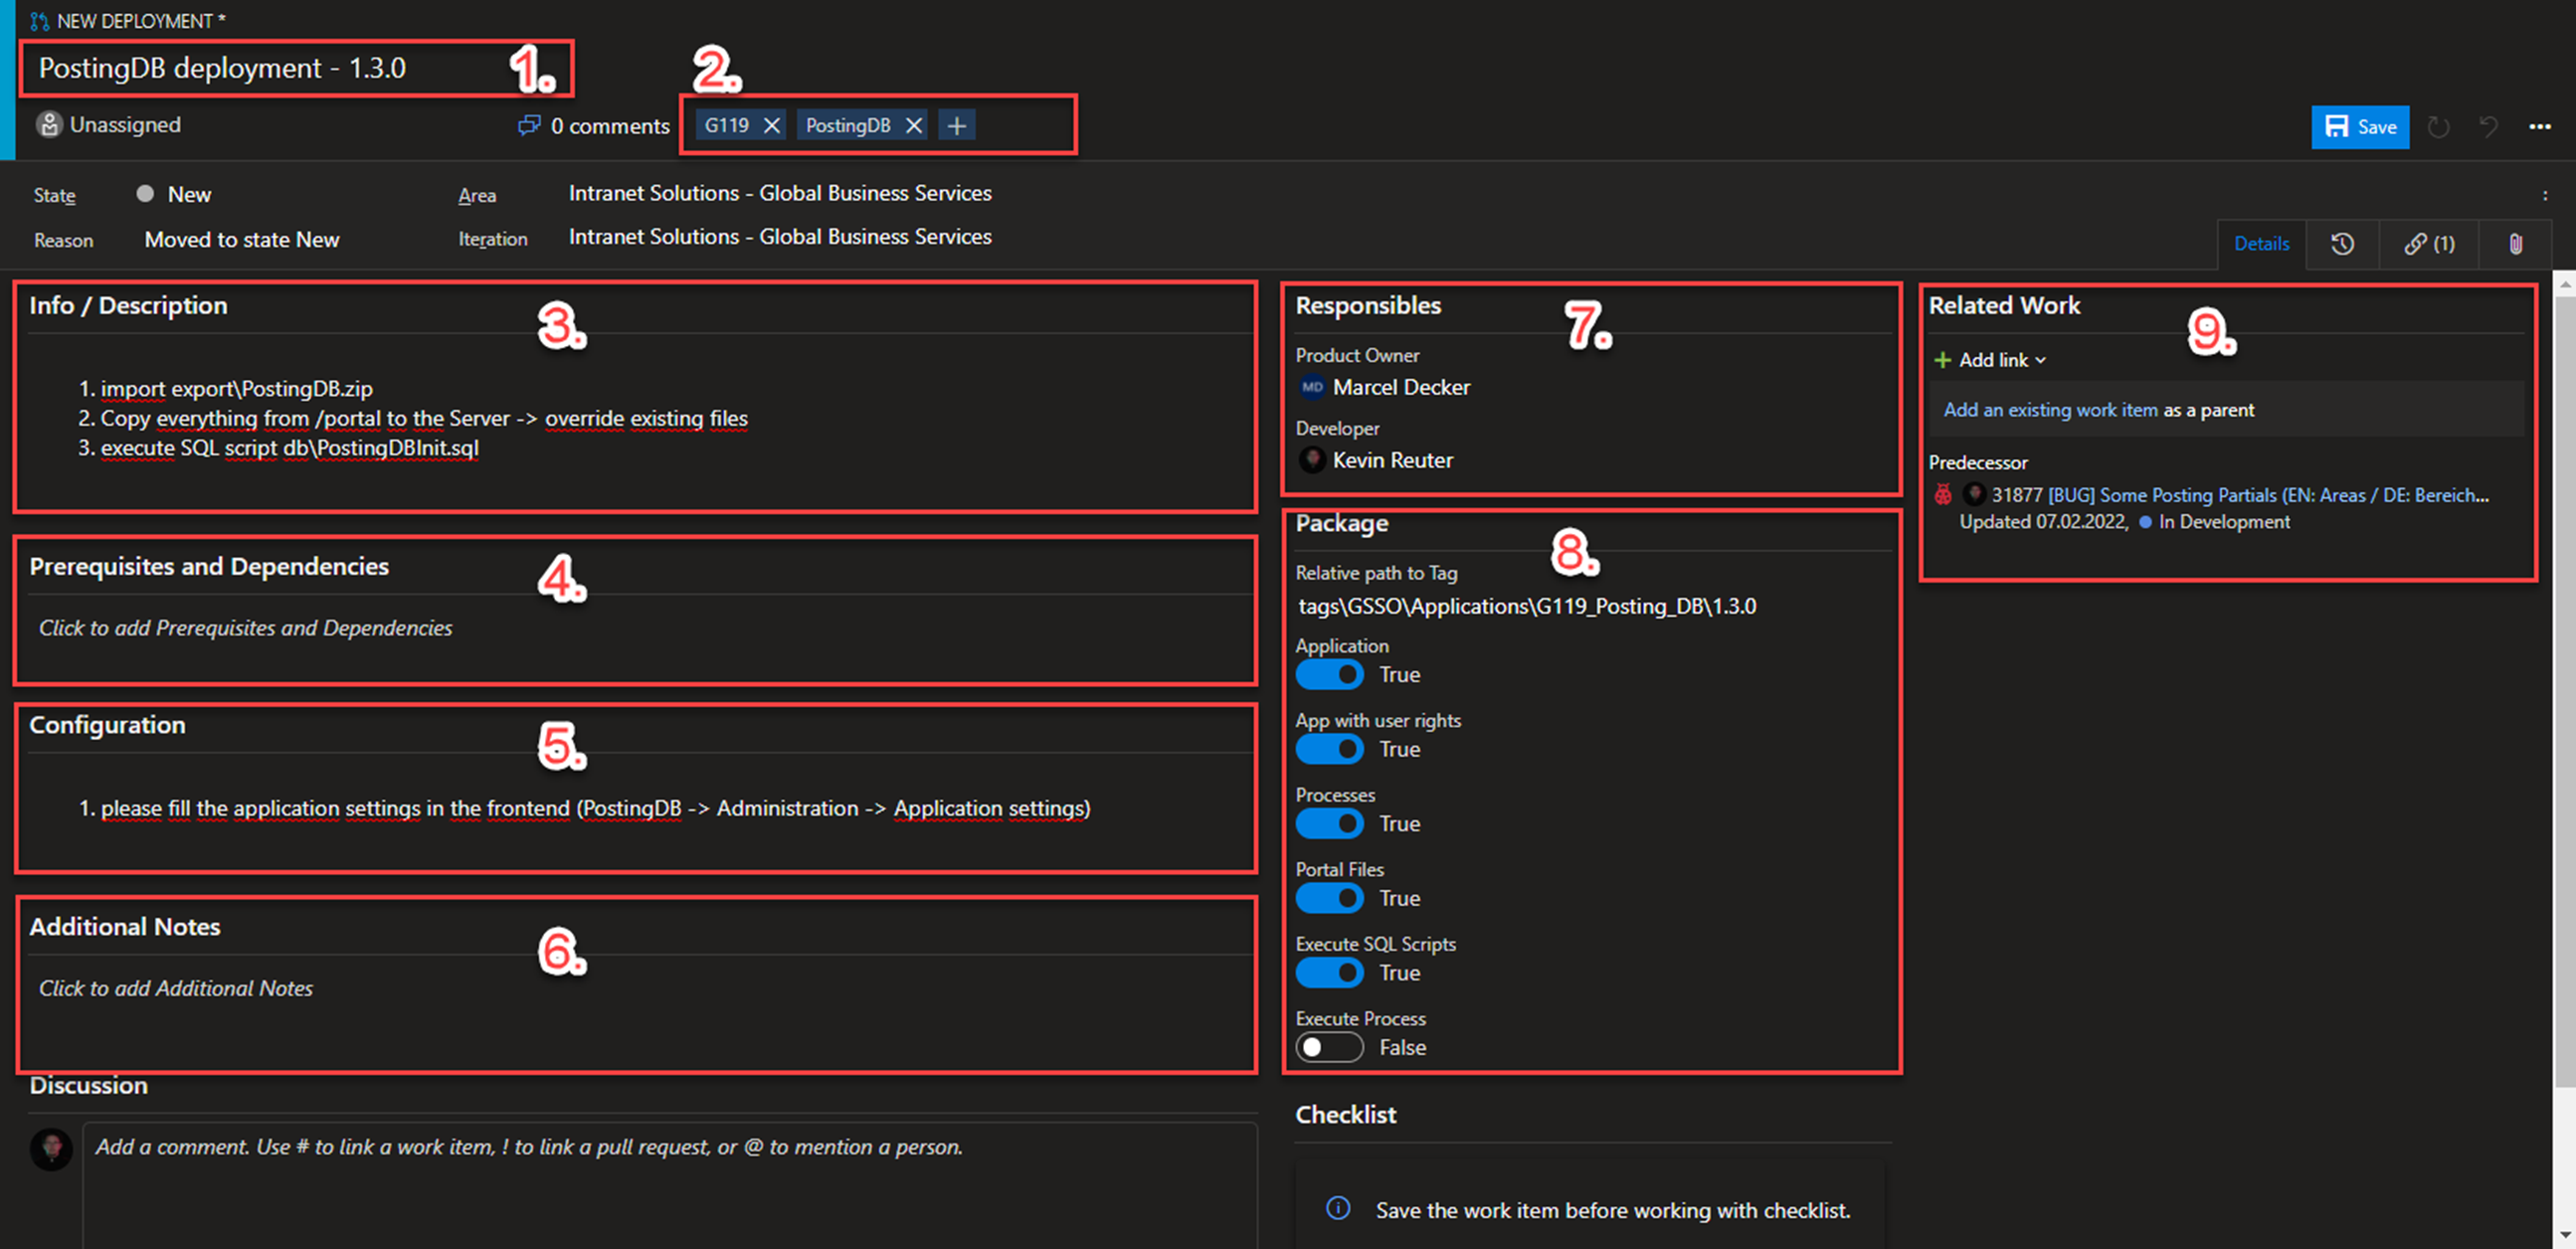 NEW DEPLOYMENT *
PostingDB deployment - 1.3.0
1.
2.
Unassigned
0 comments
G119
PostingDB
Save
State
New
Area
Intranet Solutions - Global Business Services
Reason
Moved to state New
Iteration
Intranet Solutions - Global Business Services
Details
(1)
Info / Description
3.
1. import export\PostingDB.zip
2. Copy everything from /portal to the Server -> override existing files
3. execute SQL script db\PostingDBInit.sql
Prerequisites and Dependencies
4.
Click to add Prerequisites and Dependencies
Configuration
5.
1. please fill the application settings in the frontend (PostingDB -> Administration -> Application settings)
Additional Notes
6.
Click to add Additional Notes
Discussion
Add a comment. Use # to link a work item, ! to link a pull request, or @ to mention a person.
Responsibles
7.
Product Owner
MD Marcel Decker
Developer
Kevin Reuter
Package
8.
Relative path to Tag
tags\GSSO\Applications\G119_Posting_DB\1.3.0
Application
True
App with user rights
True
Processes
True
Portal Files
True
Execute SQL Scripts
True
Execute Process
False
Checklist
Save the work item before working with checklist.
Related Work
9.
Add link
Add an existing work item as a parent
Predecessor
31877 [BUG] Some Posting Partials (EN: Areas / DE: Bereich...
Updated 07.02.2022, In Development